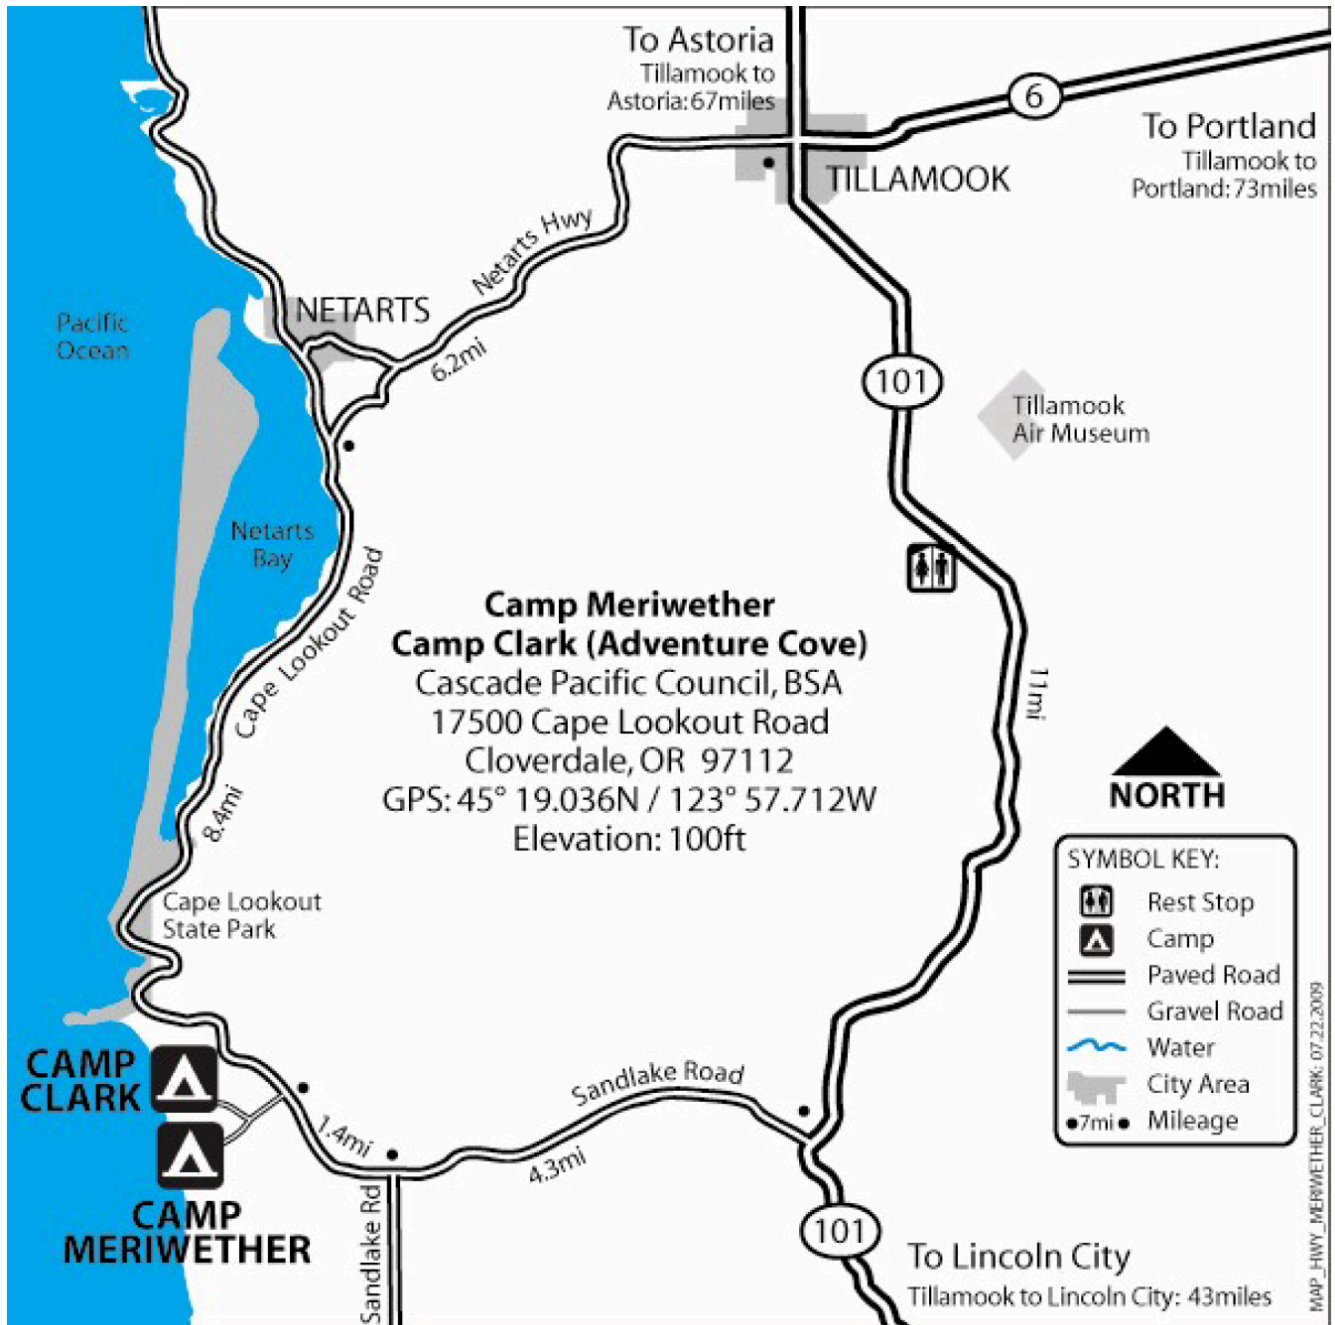 To Astoria
Tillamook to
Astoria:67miles
6
To Portland
Tillamook to
Portland:73miles
TILLAMOOK
Netarts Hwy
NETARTS
6.2mi
Pacific
Ocean
101
Tillamook
Air Museum
Netarts
Bay
Cape Lookout Road
8.4mi
Camp Meriwether
Camp Clark (Adventure Cove)
Cascade Pacific Council, BSA
17500 Cape Lookout Road
Cloverdale, OR 97112
GPS: 45° 19.036N / 123° 57.712W
Elevation: 100ft
11mi
NORTH
SYMBOL KEY:
Rest Stop
Camp
Paved Road
Gravel Road
Water
City Area
•7mi• Mileage
Cape Lookout
State Park
CAMP
CLARK
CAMP
MERIWETHER
1.4mi
Sandlake Road
4.3mi
Sandlake Rd
101
To Lincoln City
Tillamook to Lincoln City: 43miles
MAP_HWY_MERIWETHER_CLARK: 07.22.2009